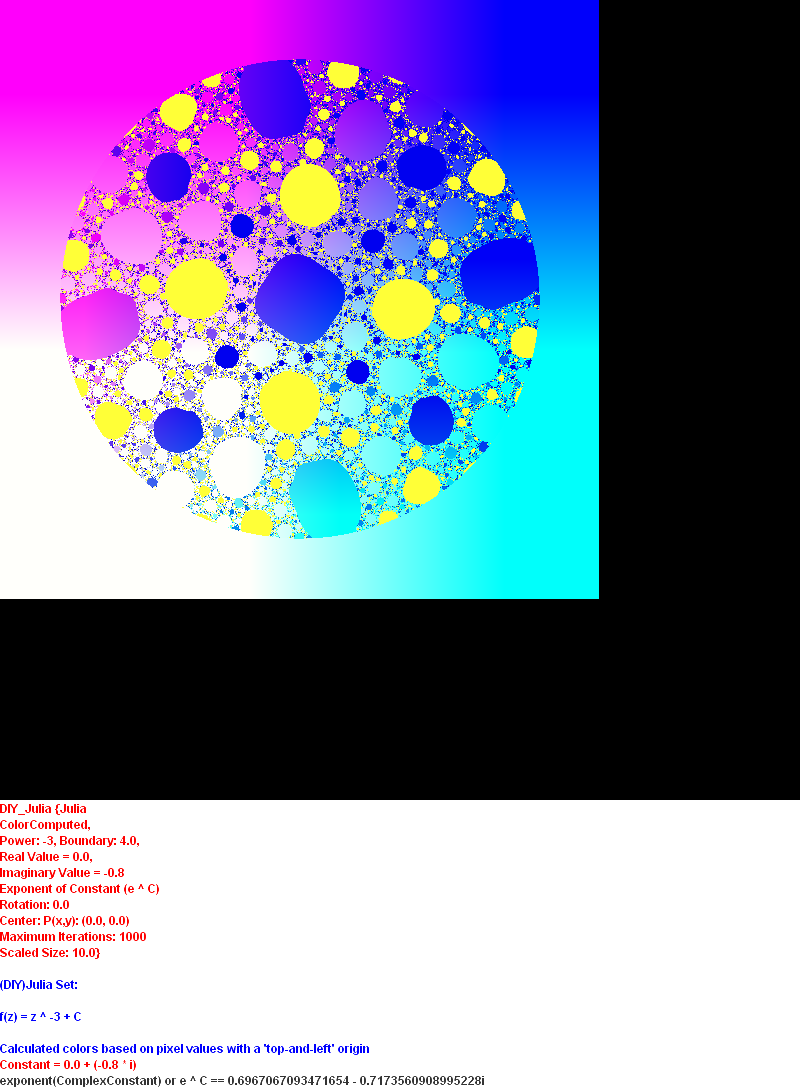 DIY_Julia {Julia
ColorComputed,
Power: -3, Boundary: 4.0,
Real Value = 0.0,
Imaginary Value = -0.8
Exponent of Constant (e ^ C)
Rotation: 0.0
Center: P(x,y): (0.0, 0.0)
Maximum Iterations: 1000
Scaled Size: 10.0}
(DIY)Julia Set:
f(z) = z ^ -3 + C
Calculated colors based on pixel values with a 'top-and-left' origin
Constant = 0.0 + (-0.8 * i)
exponent(ComplexConstant) or e ^ C == 0.6967067093471654 - 0.7173560908995228i